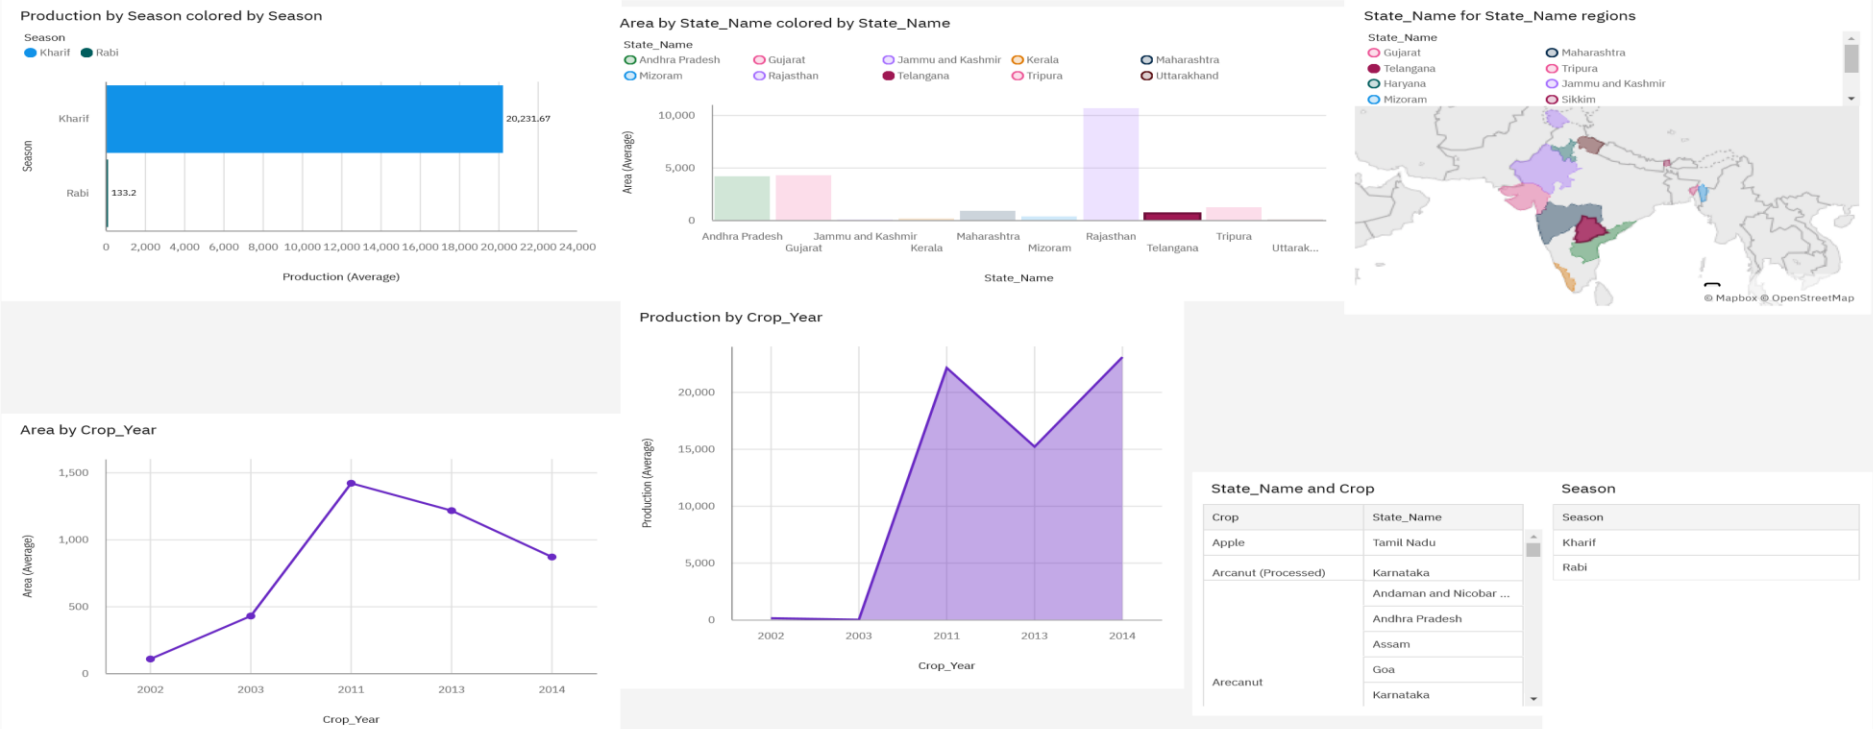 Production by Season colored by Season
Season
Kharif Rabi
Season
Kharif
20,231.67
Rabi
133.2
0 2,000 4,000 6,000 8,000 10,000 12,000 14,000 16,000 18,000 20,000 22,000 24,000
Production (Average)
Area by State_Name colored by State_Name
State_Name
Andhra Pradesh Gujarat Jammu and Kashmir Kerala Maharashtra
Mizoram Rajasthan Telangana Tripura Uttarakhand
Area (Average)
10,000
5,000
0
Andhra Pradesh Jammu and Kashmir Maharashtra Rajasthan Tripura
Gujarat Kerala Mizoram Telangana Uttarak...
State_Name
State_Name for State_Name regions
State_Name
Gujarat Maharashtra
Telangana Tripura
Haryana Jammu and Kashmir
Mizoram Sikkim
© Mapbox © OpenStreetMap
Production by Crop_Year
Production (Average)
20,000
15,000
10,000
5,000
0
2002 2003 2011 2013 2014
Crop_Year
Area by Crop_Year
Area (Average)
1,500
1,000
500
0
2002 2003 2011 2013 2014
Crop_Year
State_Name and Crop
Crop State_Name
Apple Tamil Nadu
Arcanut (Processed) Karnataka
Andaman and Nicobar ...
Andhra Pradesh
Assam
Goa
Arecanut
Karnataka
Season
Season
Kharif
Rabi